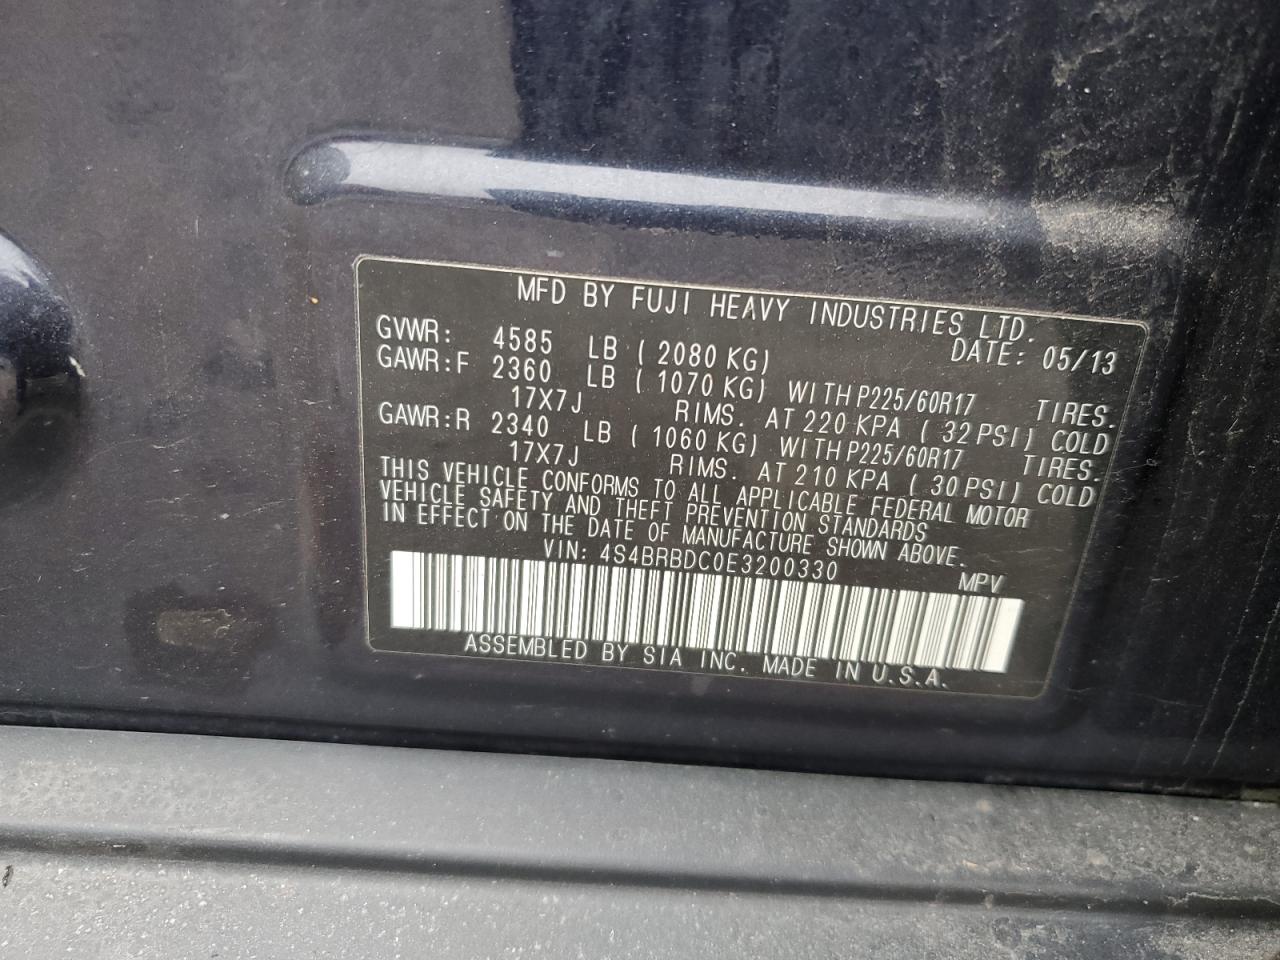 MFD BY FUJI HEAVY INDUSTRIES LTD.
GVWR: 4585 LB ( 2080 KG) DATE: 05/13
GAWR:F 2360 LB ( 1070 KG) WITH P225/60R17 TIRES.
17X7J RIMS. AT 220 KPA ( 32 PSI) COLD
GAWR:R 2340 LB ( 1060 KG) WITH P225/60R17 TIRES.
17X7J RIMS. AT 210 KPA ( 30 PSI) COLD
THIS VEHICLE CONFORMS TO ALL APPLICABLE FEDERAL MOTOR
VEHICLE SAFETY AND THEFT PREVENTION STANDARDS
IN EFFECT ON THE DATE OF MANUFACTURE SHOWN ABOVE.
VIN: 4S4BRBDC0E3200330 MPV
ASSEMBLED BY SIA INC. MADE IN U.S.A.